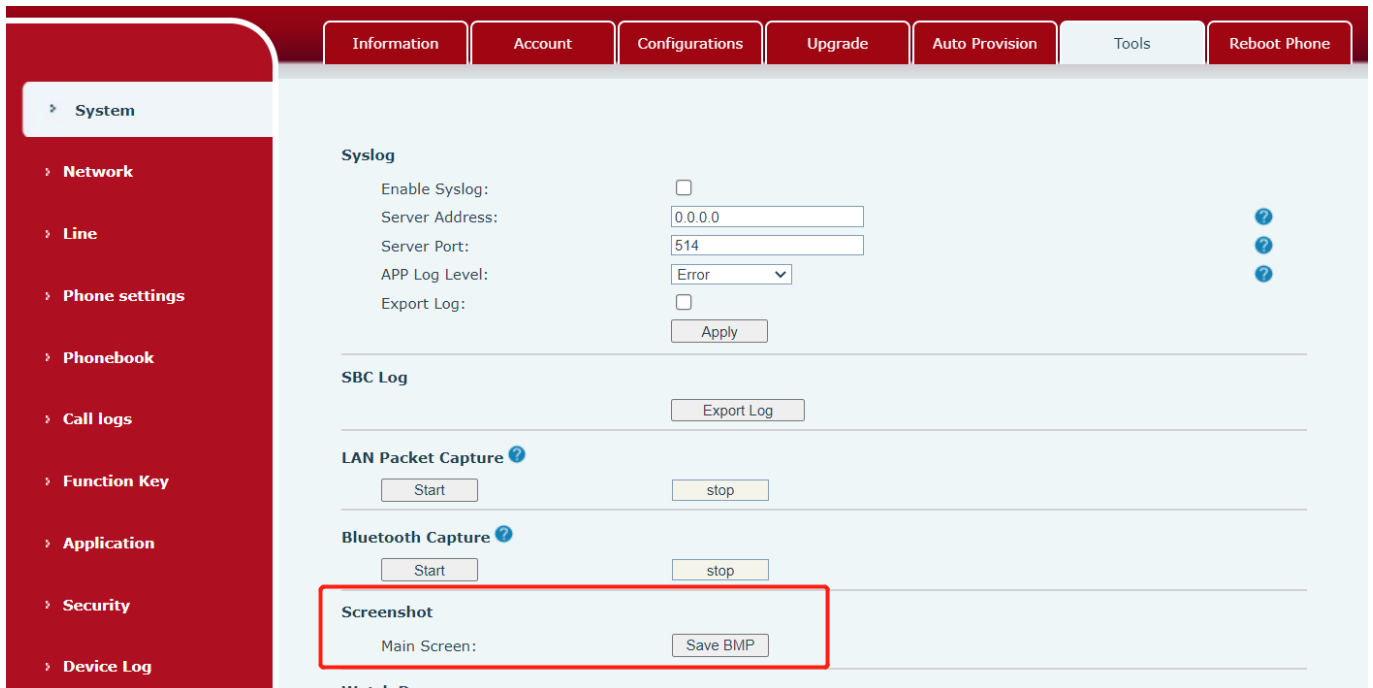 Information Account Configurations Upgrade Auto Provision Tools Reboot Phone
System
Network
Line
Phone settings
Phonebook
Call logs
Function Key
Application
Security
Device Log
Syslog
Enable Syslog:
Server Address: 0.0.0.0 ?
Server Port: 514 ?
APP Log Level: Error ?
Export Log:
Apply
SBC Log
Export Log
LAN Packet Capture ?
Start stop
Bluetooth Capture ?
Start stop
Screenshot
Main Screen: Save BMP